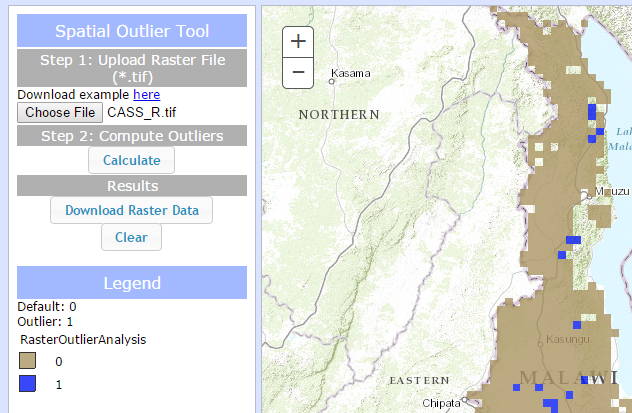 Spatial Outlier Tool
Step 1: Upload Raster File
(*.tif)
Download example here
Choose File CASS_R.tif
Step 2: Compute Outliers
Calculate
Results
Download Raster Data
Clear
Legend
Default: 0
Outlier: 1
RasterOutlierAnalysis
0
1
+
−
Kasama
NORTHERN
Mzuzu
Kasungu
MALAWI
EASTERN
Chipata